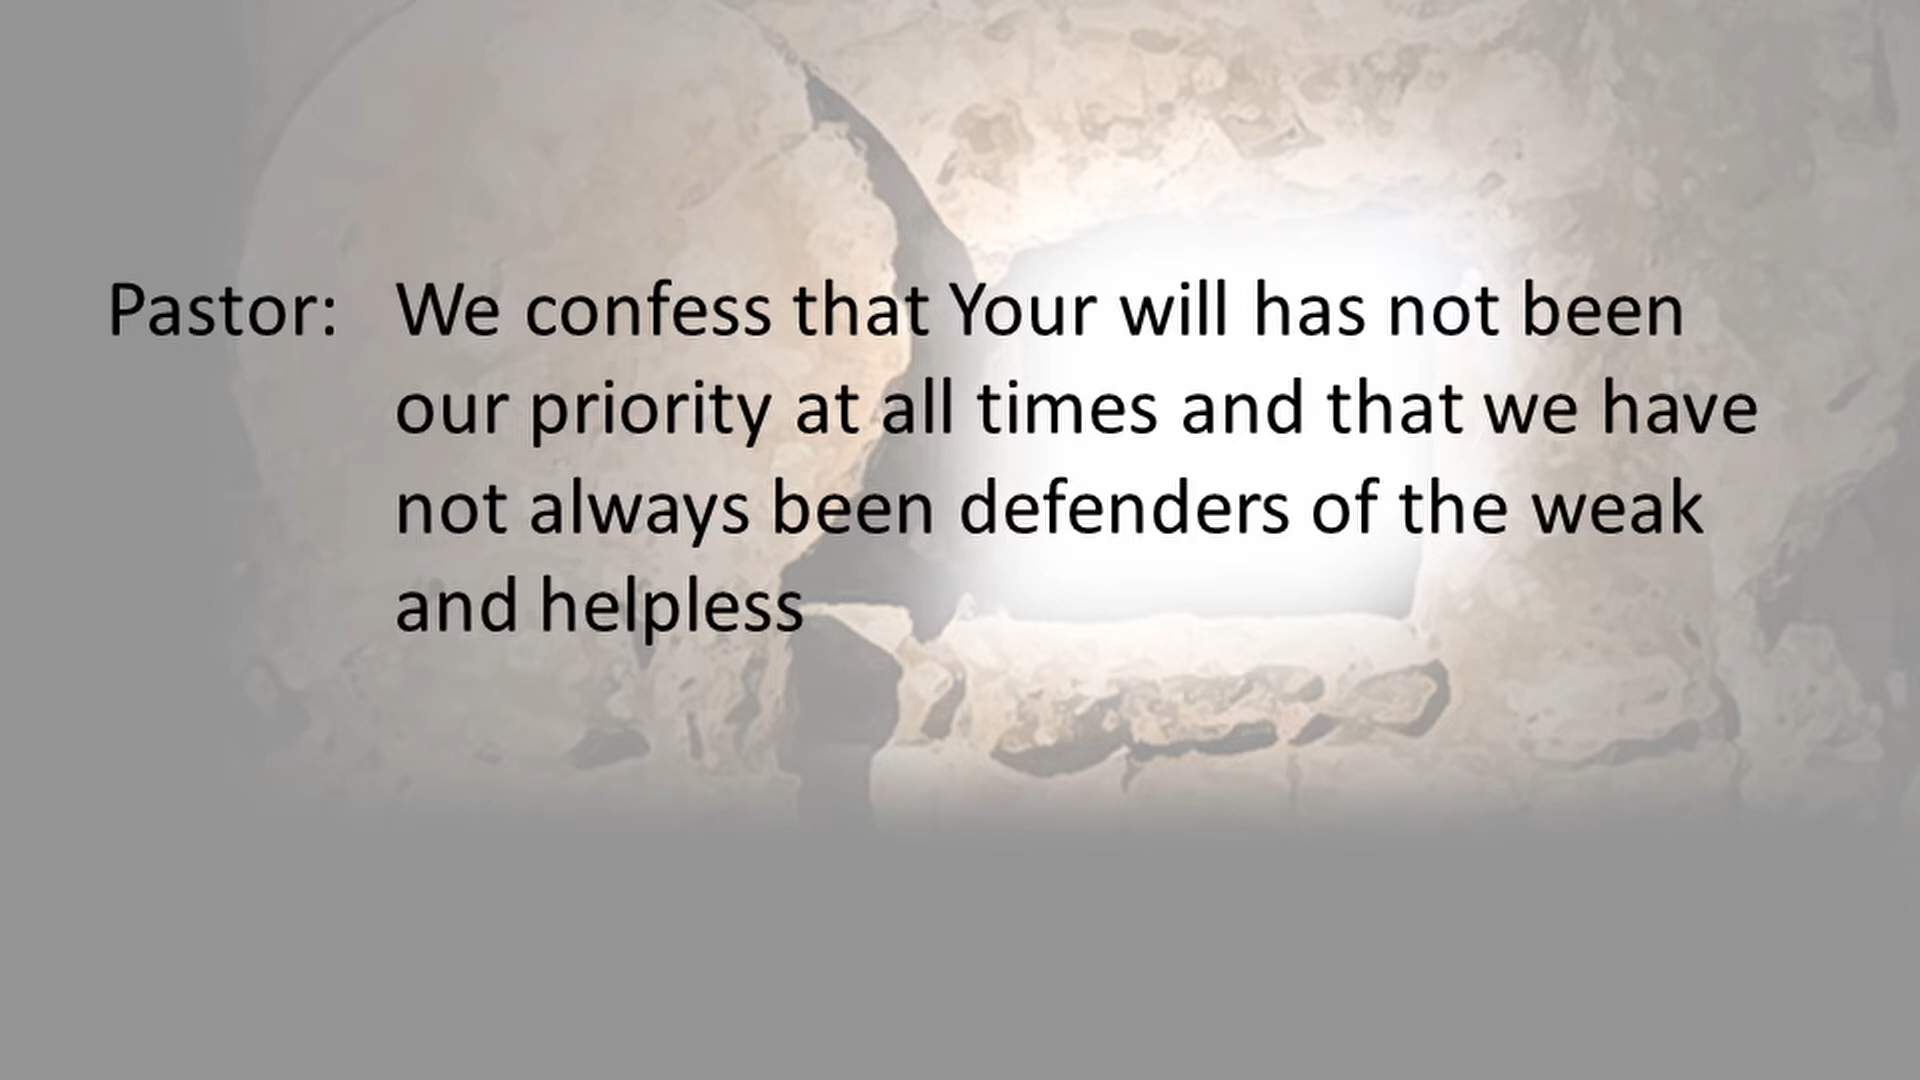 Pastor: We confess that Your will has not been
our priority at all times and that we have
not always been defenders of the weak
and helpless